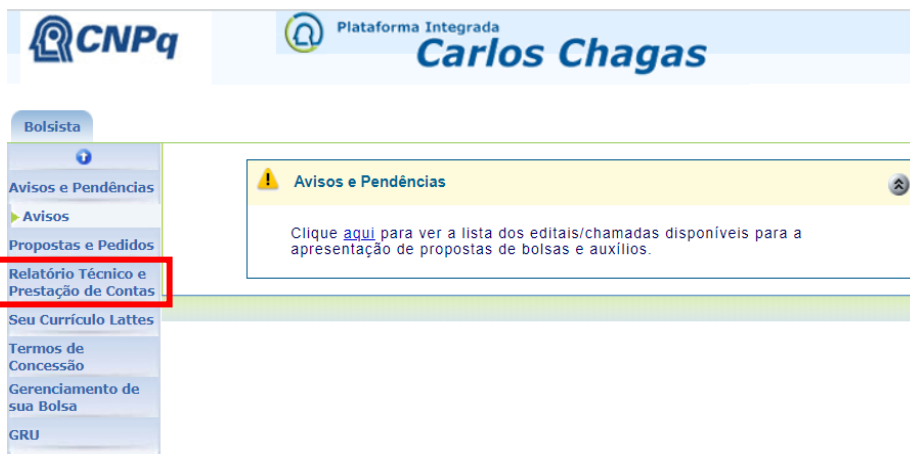 CNPq
Plataforma Integrada
Carlos Chagas
Bolsista
Avisos e Pendências
Avisos
Propostas e Pedidos
Relatório Técnico e
Prestação de Contas
Seu Currículo Lattes
Termos de
Concessão
Gerenciamento de
sua Bolsa
GRU
Avisos e Pendências
Clique aqui para ver a lista dos editais/chamadas disponíveis para a
apresentação de propostas de bolsas e auxílios.